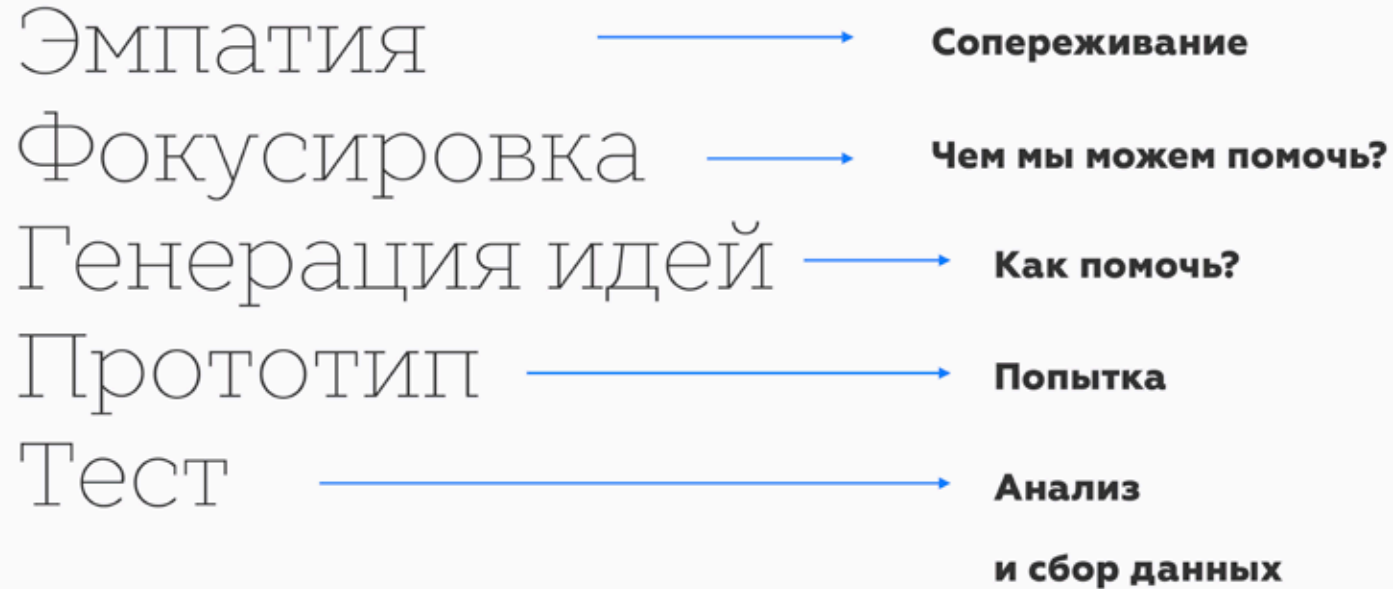 Эмпатия Сопереживание
Фокусировка Чем мы можем помочь?
Генерация идей Как помочь?
Прототип Попытка
Тест Анализ
и сбор данных